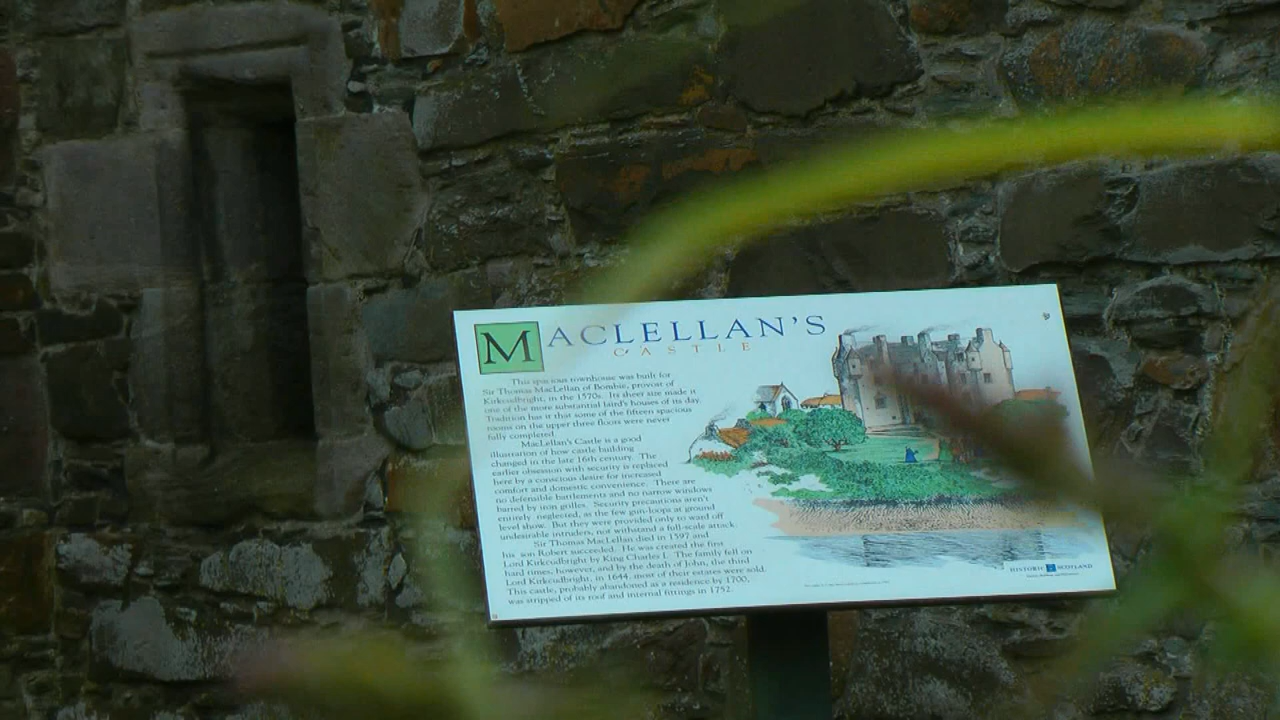 MACLELLAN'S
CASTLE
This spacious townhouse was built for
Sir Thomas MacLellan of Bombie, provost of
Kirkcudbright, in the 1570s. Its sheer size made it
one of the more substantial laird's houses of its day.
Tradition has it that some of the fifteen spacious
rooms on the upper three floors were never
fully completed.
MacLellan's Castle is a good
illustration of how castle building
changed in the late 16th century. The
earlier obsession with security is replaced
here by a conscious desire for increased
comfort and domestic convenience. There are
no defensible battlements and no narrow windows
barred by iron grilles. Security precautions aren't
entirely neglected, as the few gun-loops at ground
level show. But they were provided only to ward off
undesirable intruders, not withstand a full-scale attack.
Sir Thomas MacLellan died in 1597 and
his son Robert succeeded. He was created the first
Lord Kirkcudbright by King Charles I. The family fell on
hard times, however, and by the death of John, the third
Lord Kirkcudbright, in 1644, most of their estates were sold.
This castle, probably abandoned as a residence by 1700,
was stripped of its roof and internal fittings in 1752.
HISTORIC SCOTLAND